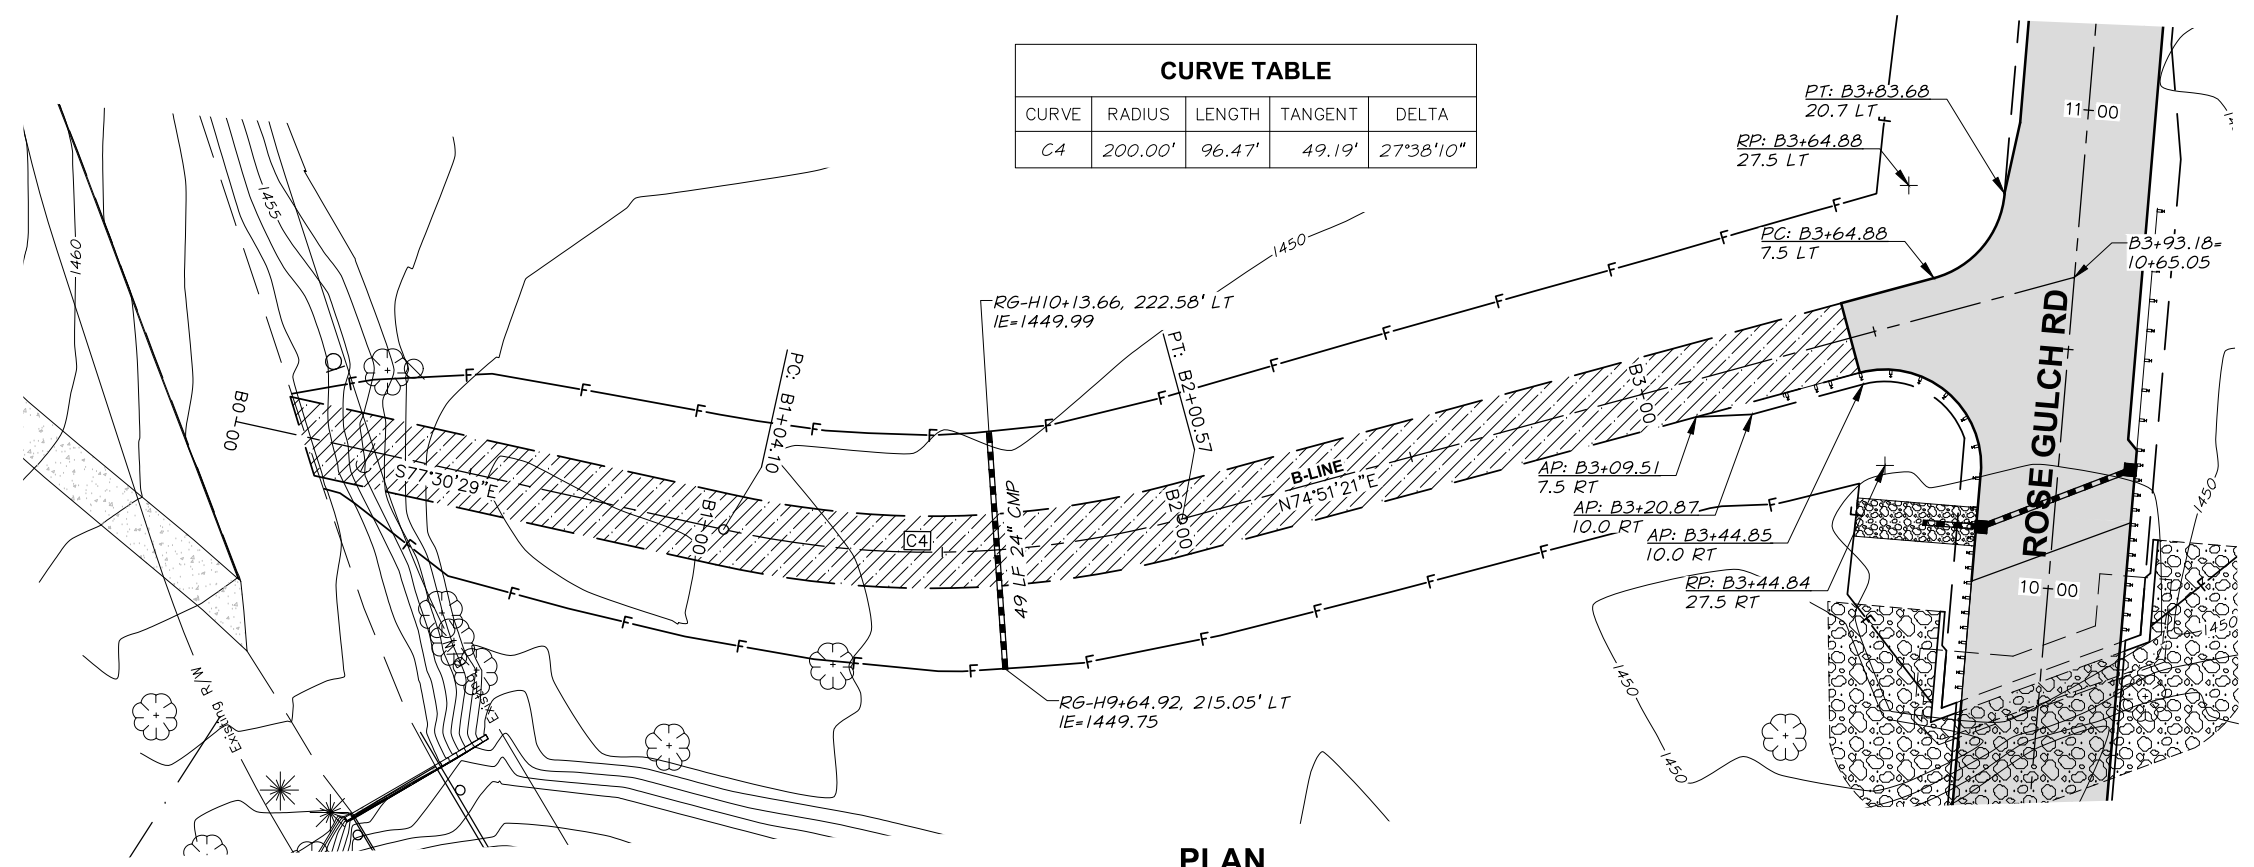 CURVE TABLE
CURVE RADIUS LENGTH TANGENT DELTA
C4 200.00' 96.47' 49.19' 27°38'10"
PT: B3+83.68
20.7 LT
RP: B3+64.88
27.5 LT
PC: B3+64.88
7.5 LT
11+00
B3+93.18=
10+65.05
1455
1460
1450
RG-H10+13.66, 222.58' LT
IE=1449.99
PC: B1+04.10
PT: B2+00.57
B0+00
S77°30'29"E
B1+00
C4
49 LF 24" CMP
B2+00
B-LINE
N74°51'21"E
B3+00
AP: B3+09.51
7.5 RT
AP: B3+20.87
10.0 RT
AP: B3+44.85
10.0 RT
RP: B3+44.84
27.5 RT
ROSE GULCH RD
10+00
1450
1450
1450
1450
RG-H9+64.92, 215.05' LT
IE=1449.75
Existing R/W
Existing R/W
F F F F F F F F F F F F F F F
F F F F F F F F F F F F
PLAN